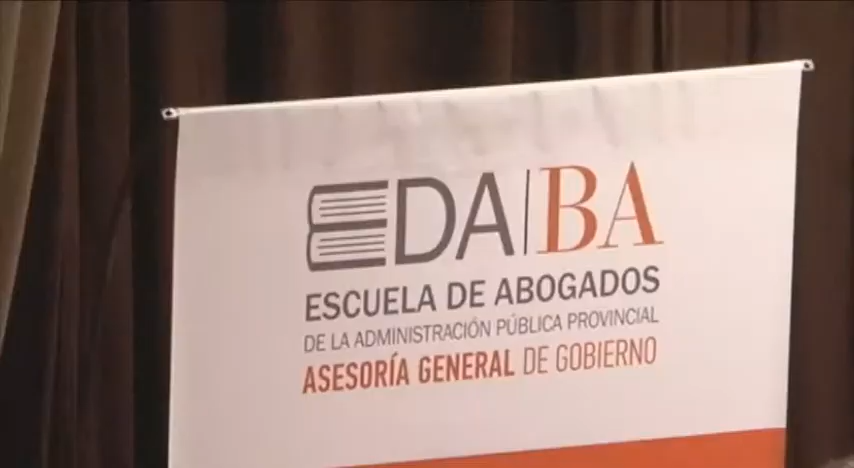 EDA|BA
ESCUELA DE ABOGADOS
DE LA ADMINISTRACIÓN PÚBLICA PROVINCIAL
ASESORÍA GENERAL DE GOBIERNO